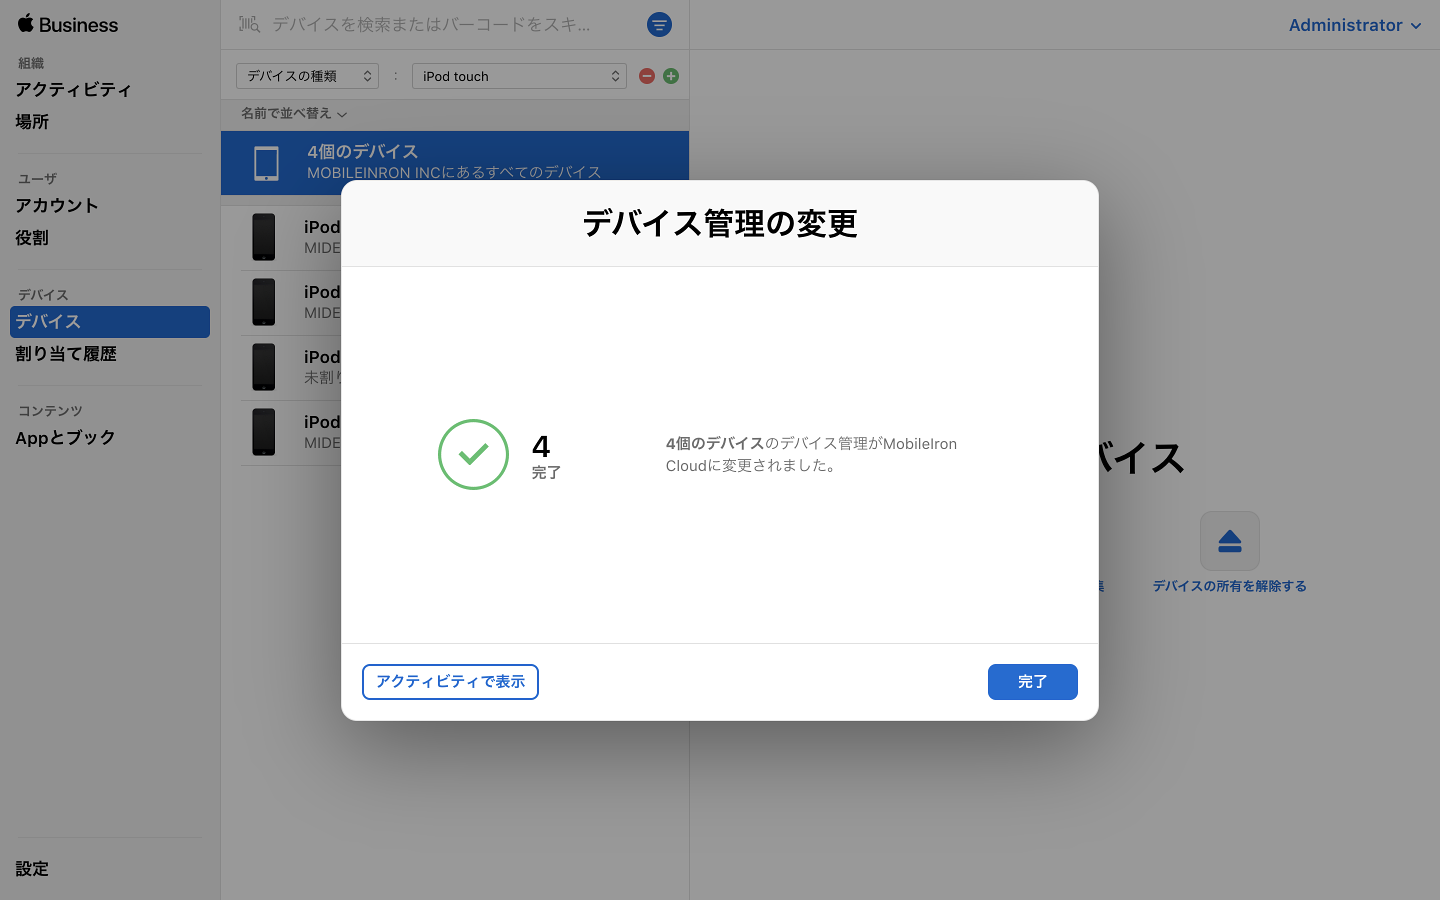 Business
組織
アクティビティ
場所
ユーザ
アカウント
役割
デバイス
デバイス
割り当て履歴
コンテンツ
Appとブック
設定
デバイスを検索またはバーコードをスキ...
デバイスの種類 : iPod touch
名前で並べ替え
4個のデバイス
MOBILEINRON INCにあるすべてのデバイス
iPod
MIDE
iPod
MIDE
iPod
未割り
iPod
MIDE
Administrator
バイス
集
デバイスの所有を解除する
デバイス管理の変更
4
完了
4個のデバイスのデバイス管理がMobileIron
Cloudに変更されました。
アクティビティで表示
完了